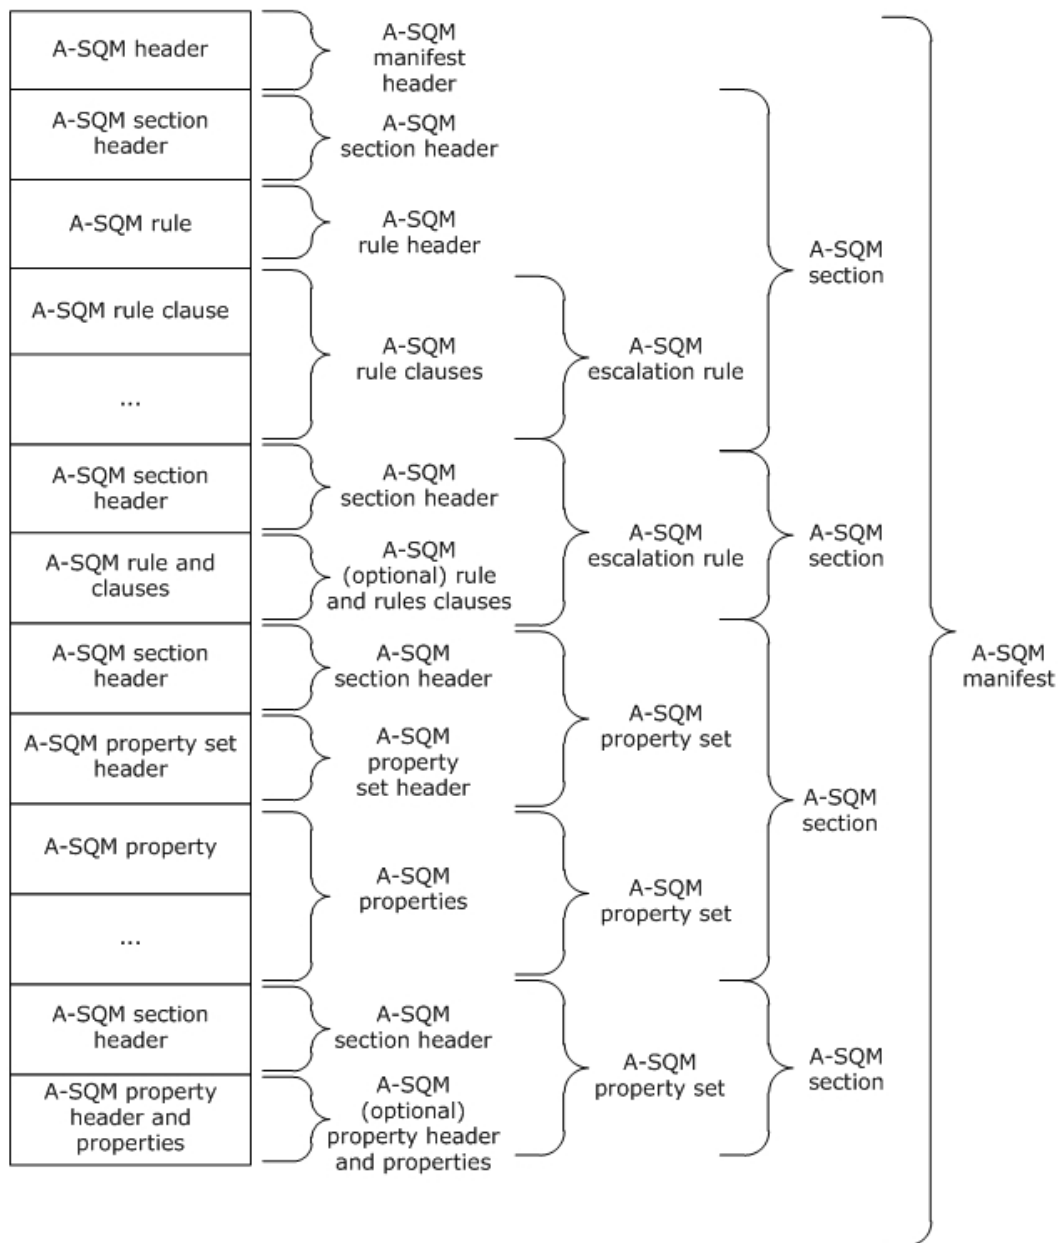 A-SQM header
A-SQM section
header
A-SQM rule
A-SQM rule clause
...
A-SQM section
header
A-SQM rule and
clauses
A-SQM section
header
A-SQM property set
header
A-SQM property
...
A-SQM section
header
A-SQM property
header and
properties
A-SQM
manifest
header
A-SQM
section header
A-SQM
rule header
A-SQM
rule clauses
A-SQM
section header
A-SQM
(optional) rule
and rules clauses
A-SQM
section header
A-SQM
property
set header
A-SQM
properties
A-SQM
section header
A-SQM
(optional)
property header
and properties
A-SQM
escalation rule
A-SQM
escalation rule
A-SQM
property set
A-SQM
property set
A-SQM
property set
A-SQM
section
A-SQM
section
A-SQM
section
A-SQM
section
A-SQM
manifest